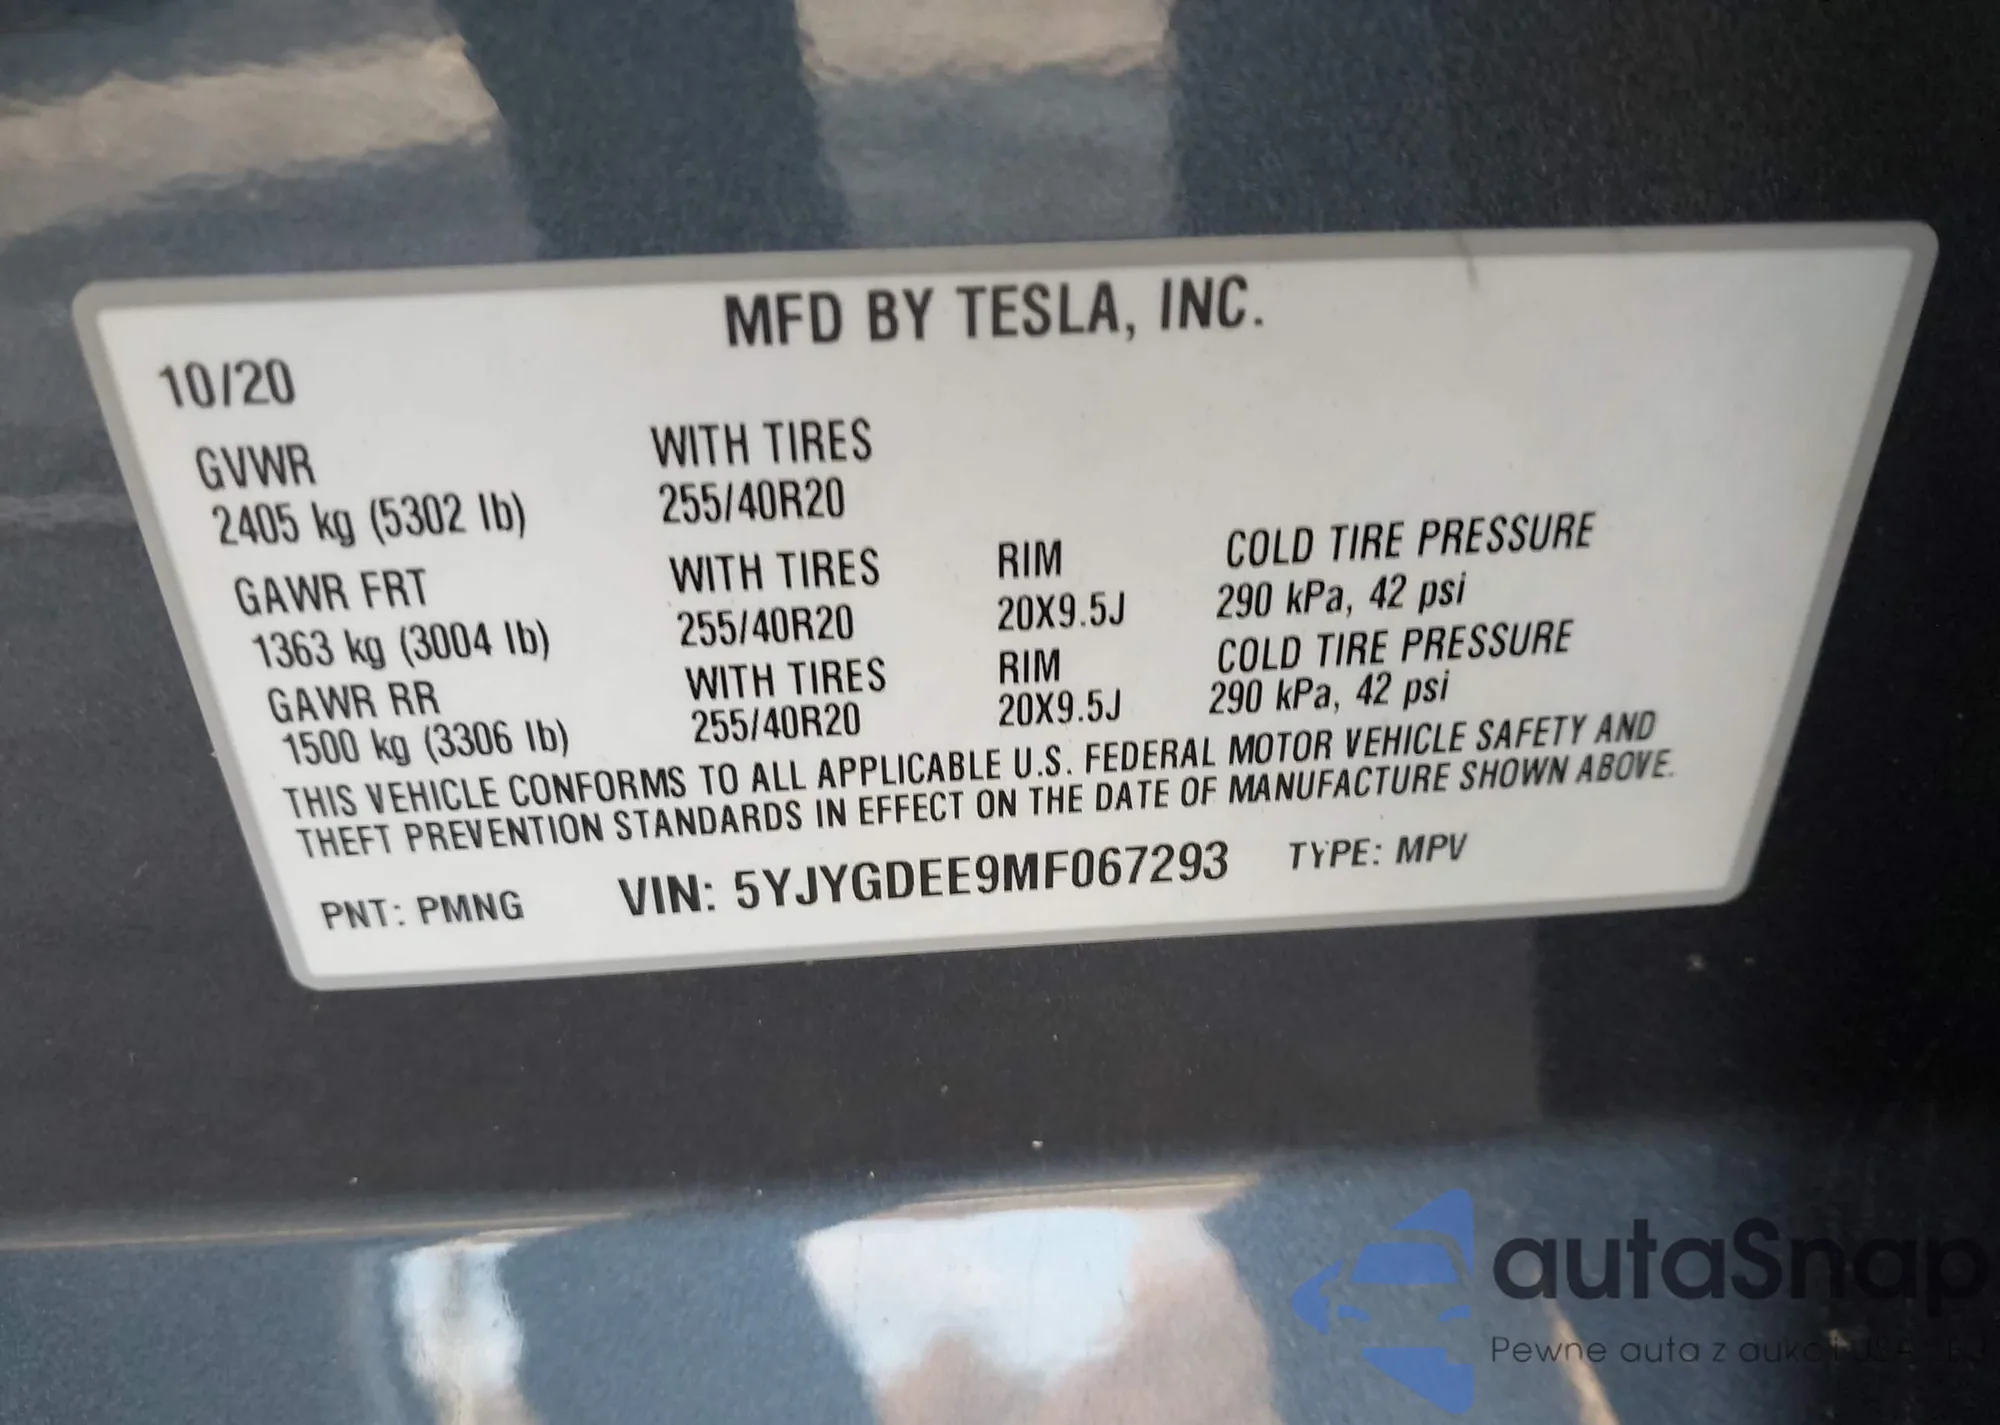 MFD BY TESLA, INC.
10/20
GVWR WITH TIRES
2405 kg (5302 lb) 255/40R20
GAWR FRT WITH TIRES RIM COLD TIRE PRESSURE
1363 kg (3004 lb) 255/40R20 20X9.5J 290 kPa, 42 psi
GAWR RR WITH TIRES RIM COLD TIRE PRESSURE
1500 kg (3306 lb) 255/40R20 20X9.5J 290 kPa, 42 psi
THIS VEHICLE CONFORMS TO ALL APPLICABLE U.S. FEDERAL MOTOR VEHICLE SAFETY AND
THEFT PREVENTION STANDARDS IN EFFECT ON THE DATE OF MANUFACTURE SHOWN ABOVE.
PNT: PMNG VIN: 5YJYGDEE9MF067293 TYPE: MPV
autaSnap
Pewne auta z aukcji USA